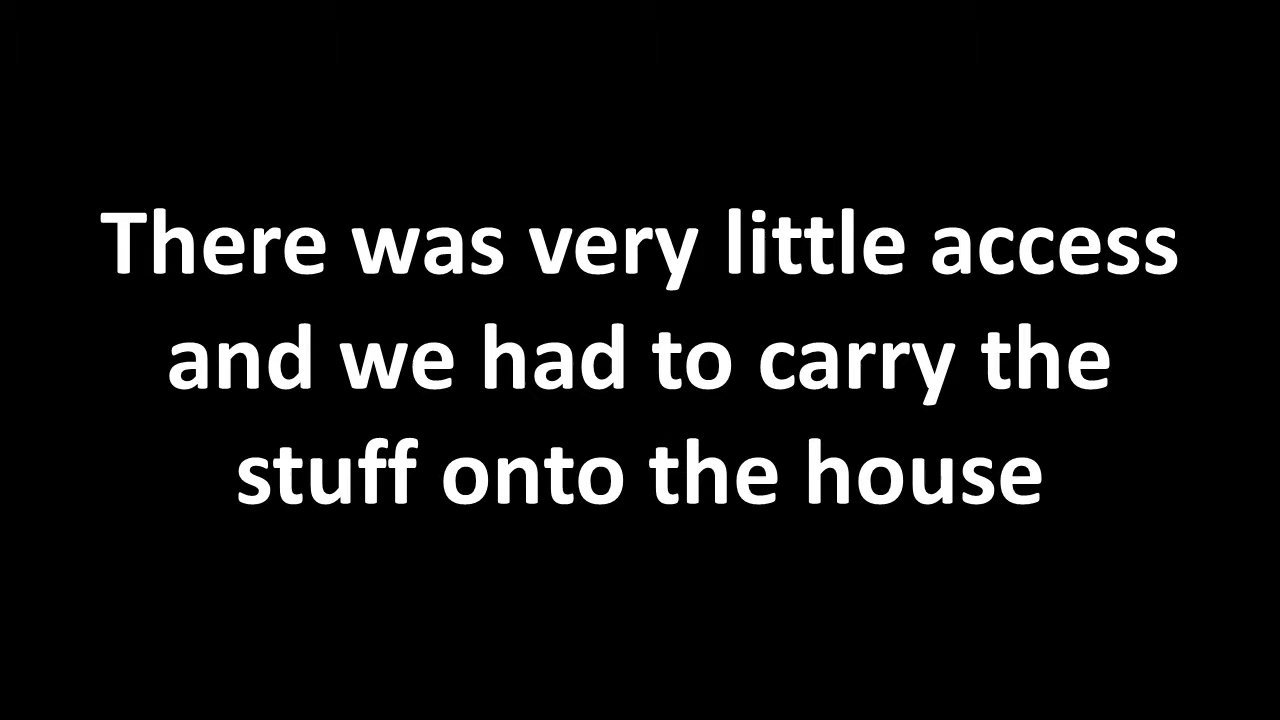 There was very little access
and we had to carry the
stuff onto the house